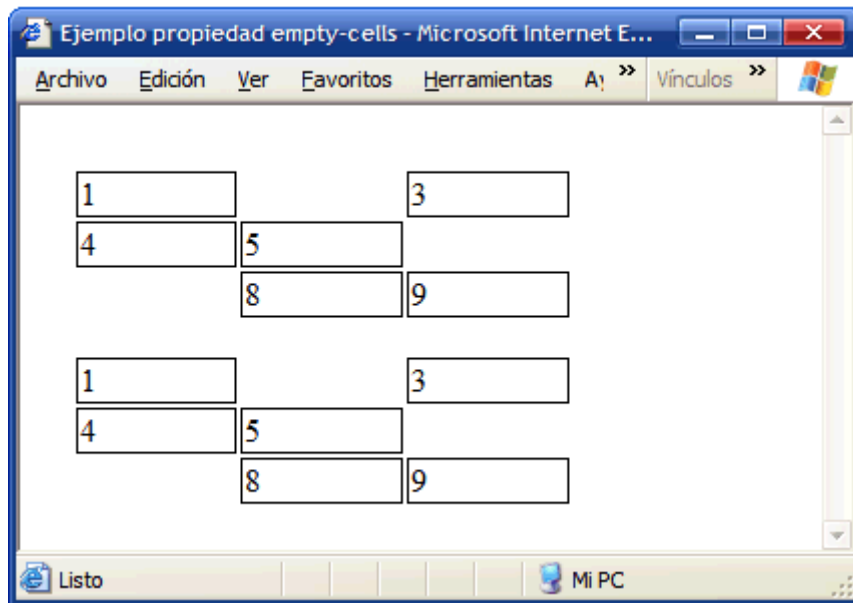 Ejemplo propiedad empty-cells - Microsoft Internet E...
Archivo Edición Ver Favoritos Herramientas Ay » Vínculos »
1 3
4 5
8 9
1 3
4 5
8 9
Listo Mi PC